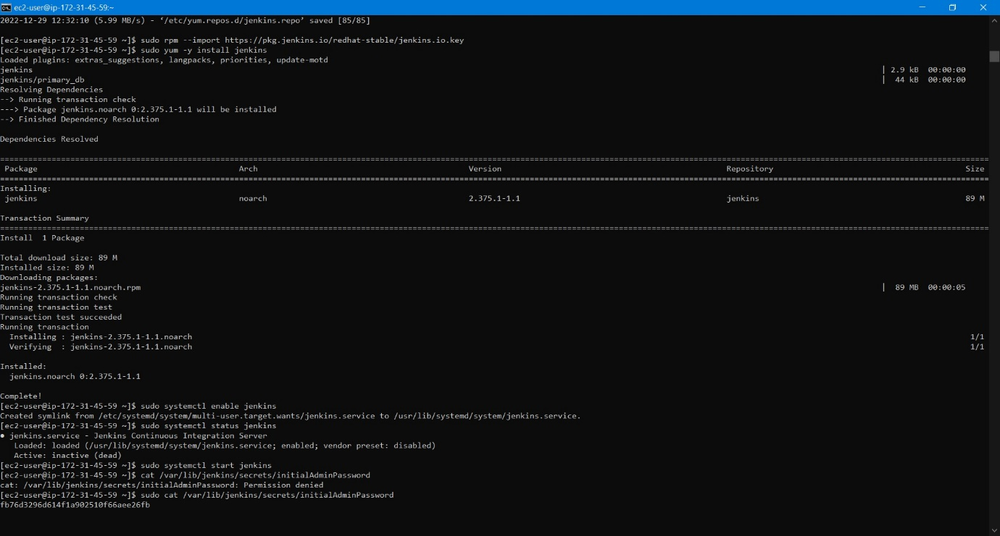 ec2-user@ip-172-31-45-59:~
2022-12-29 12:32:10 (5.99 MB/s) - ‘/etc/yum.repos.d/jenkins.repo’ saved [85/85]
[ec2-user@ip-172-31-45-59 ~]$ sudo rpm --import https://pkg.jenkins.io/redhat-stable/jenkins.io.key
[ec2-user@ip-172-31-45-59 ~]$ sudo yum -y install jenkins
Loaded plugins: extras_suggestions, langpacks, priorities, update-motd
jenkins | 2.9 kB 00:00:00
jenkins/primary_db | 44 kB 00:00:00
Resolving Dependencies
--> Running transaction check
---> Package jenkins.noarch 0:2.375.1-1.1 will be installed
--> Finished Dependency Resolution
Dependencies Resolved
Package Arch Version Repository Size
Installing:
jenkins noarch 2.375.1-1.1 jenkins 89 M
Transaction Summary
Install 1 Package
Total download size: 89 M
Installed size: 89 M
Downloading packages:
jenkins-2.375.1-1.1.noarch.rpm | 89 MB 00:00:05
Running transaction check
Running transaction test
Transaction test succeeded
Running transaction
Installing : jenkins-2.375.1-1.1.noarch 1/1
Verifying : jenkins-2.375.1-1.1.noarch 1/1
Installed:
jenkins.noarch 0:2.375.1-1.1
Complete!
[ec2-user@ip-172-31-45-59 ~]$ sudo systemctl enable jenkins
Created symlink from /etc/systemd/system/multi-user.target.wants/jenkins.service to /usr/lib/systemd/system/jenkins.service.
[ec2-user@ip-172-31-45-59 ~]$ sudo systemctl status jenkins
● jenkins.service - Jenkins Continuous Integration Server
Loaded: loaded (/usr/lib/systemd/system/jenkins.service; enabled; vendor preset: disabled)
Active: inactive (dead)
[ec2-user@ip-172-31-45-59 ~]$ sudo systemctl start jenkins
[ec2-user@ip-172-31-45-59 ~]$ cat /var/lib/jenkins/secrets/initialAdminPassword
cat: /var/lib/jenkins/secrets/initialAdminPassword: Permission denied
[ec2-user@ip-172-31-45-59 ~]$ sudo cat /var/lib/jenkins/secrets/initialAdminPassword
fb76d3296d614f1a902510f66aee26fb